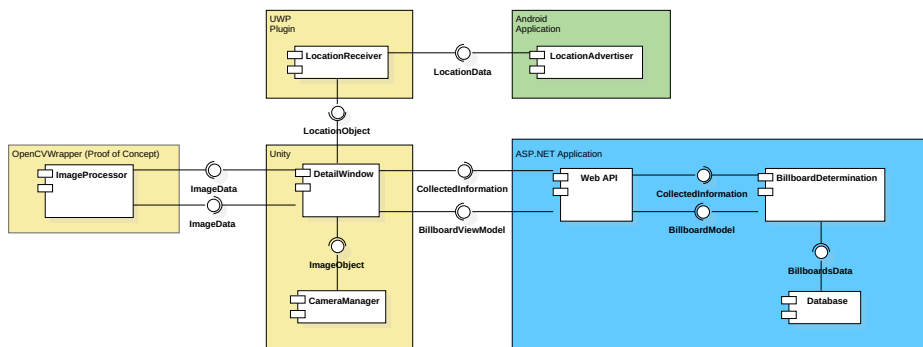 UWP
Plugin
Android
Application
LocationReceiver
LocationAdvertiser
LocationData
LocationObject
OpenCVWrapper (Proof of Concept)
Unity
ASP.NET Application
ImageProcessor
ImageData
DetailWindow
CollectedInformation
Web API
CollectedInformation
BillboardDetermination
ImageData
BillboardViewModel
BillboardModel
ImageObject
BillboardsData
CameraManager
Database